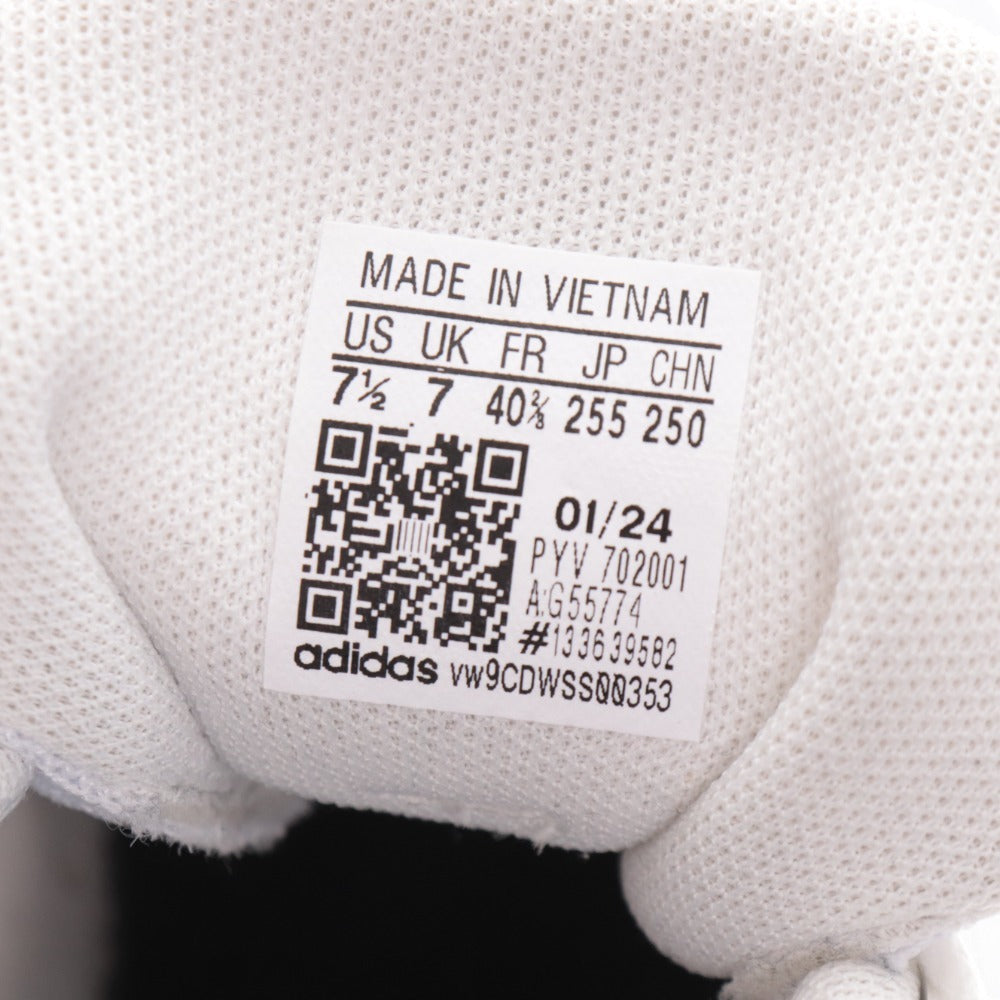 MADE IN VIETNAM
US UK FR JP CHN
7½ 7 40⅔ 255 250
01/24
PYV 702001
A:G55774
#133639582
adidas VW9CDWSS00353